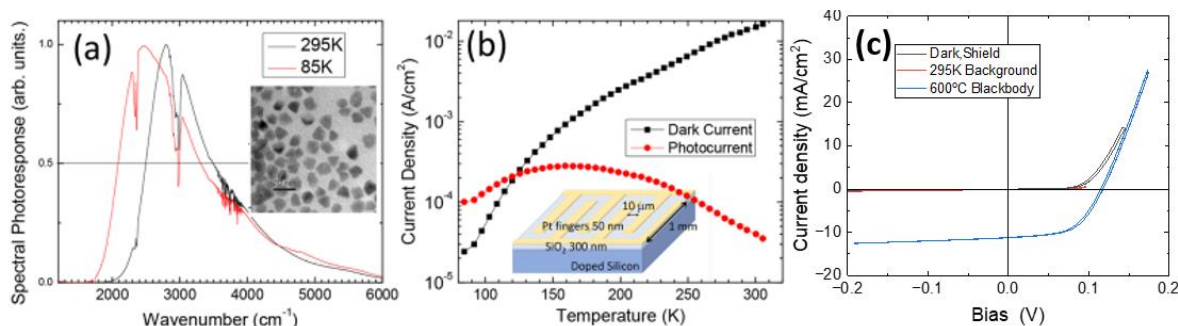 (a)
295K
85K
1.0
0.5
0.0
2000 3000 4000 5000 6000
Wavenumber (cm⁻¹)
Spectral Photoresponse (arb. units.)
(b)
10⁻²
10⁻³
10⁻⁴
10⁻⁵
Current Density (A/cm²)
Dark Current
Photocurrent
10 μm
Pt fingers 50 nm
1 mm
SiO₂ 300 nm
Doped Silicon
100 150 200 250 300
Temperature (K)
(c)
Dark,Shield
295K Background
600ºC Blackbody
40
30
20
10
0
−10
−20
Current density (mA/cm²)
−0.2 −0.1 0.0 0.1 0.2
Bias (V)